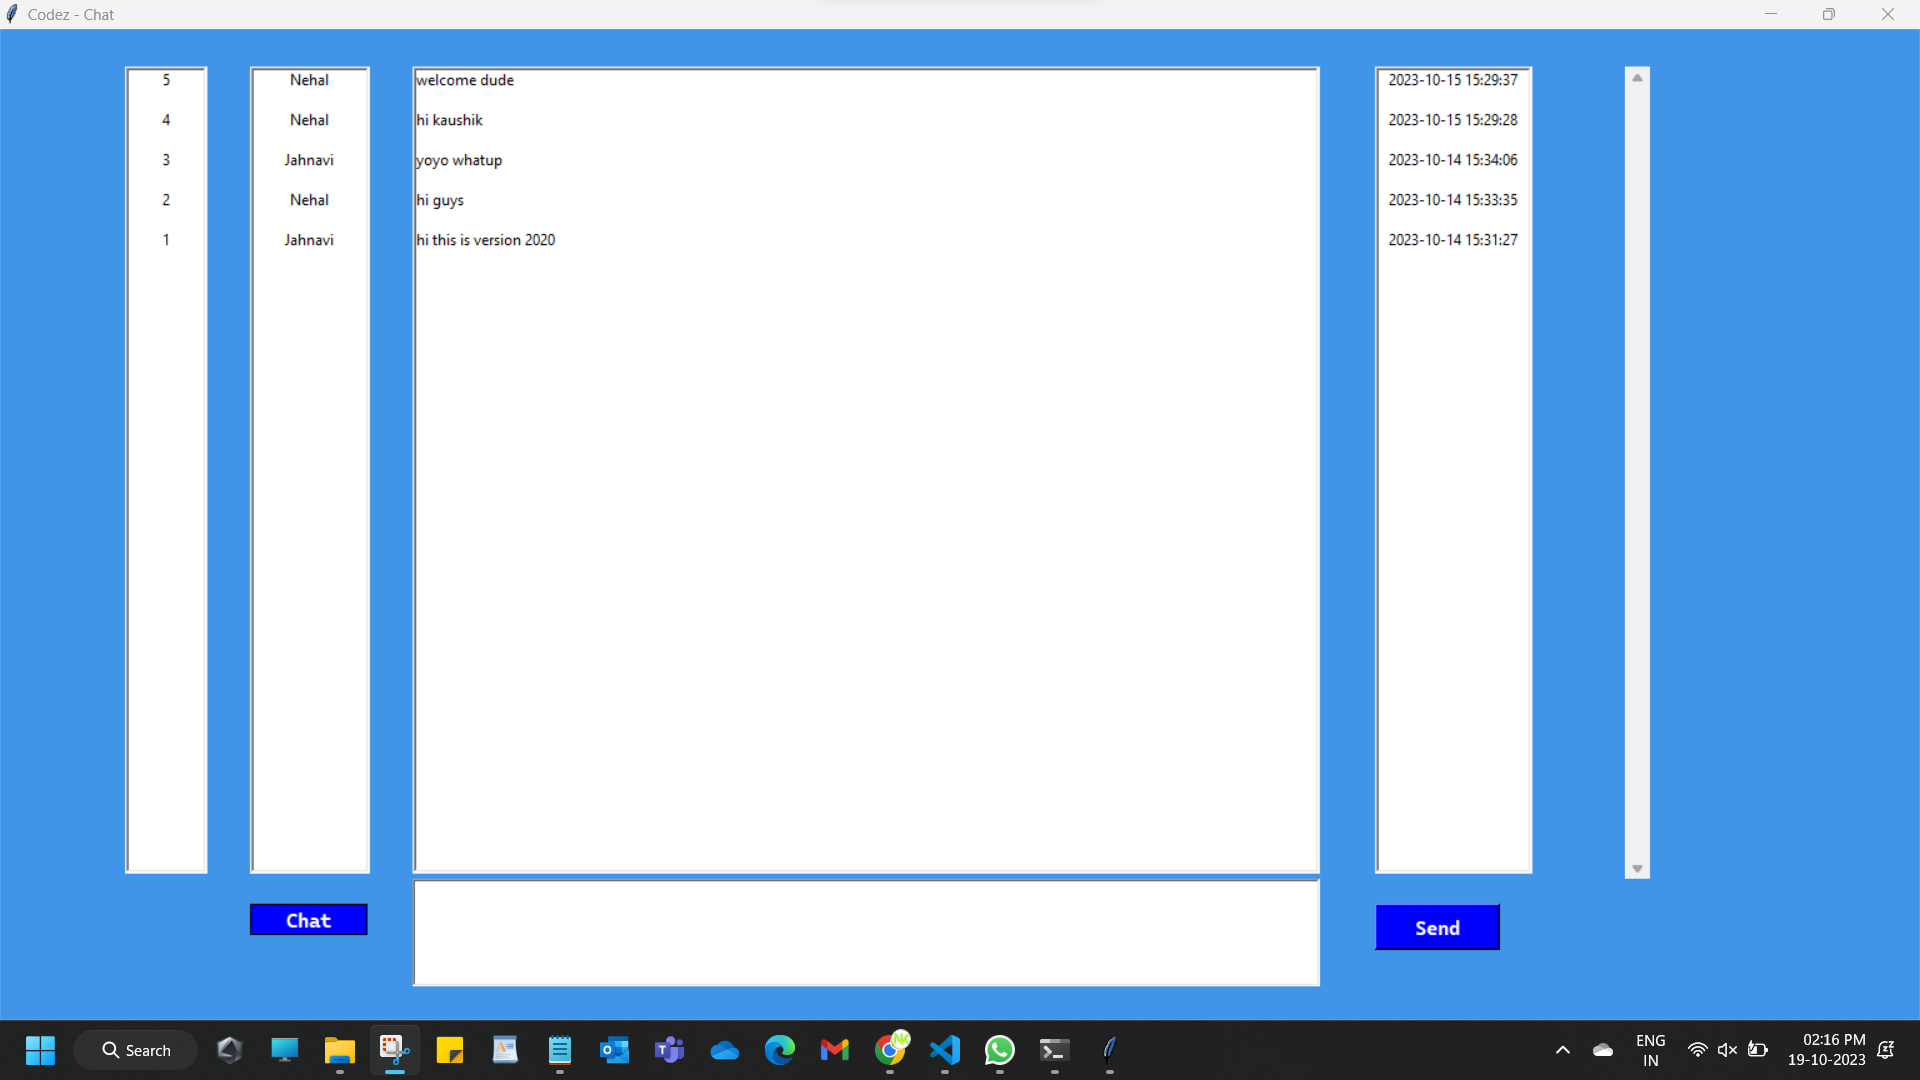 Codez - Chat
5 Nehal welcome dude 2023-10-15 15:29:37
4 Nehal hi kaushik 2023-10-15 15:29:28
3 Jahnavi yoyo whatup 2023-10-14 15:34:06
2 Nehal hi guys 2023-10-14 15:33:35
1 Jahnavi hi this is version 2020 2023-10-14 15:31:27
Chat
Send
Search
NK
ENG
IN
02:16 PM
19-10-2023